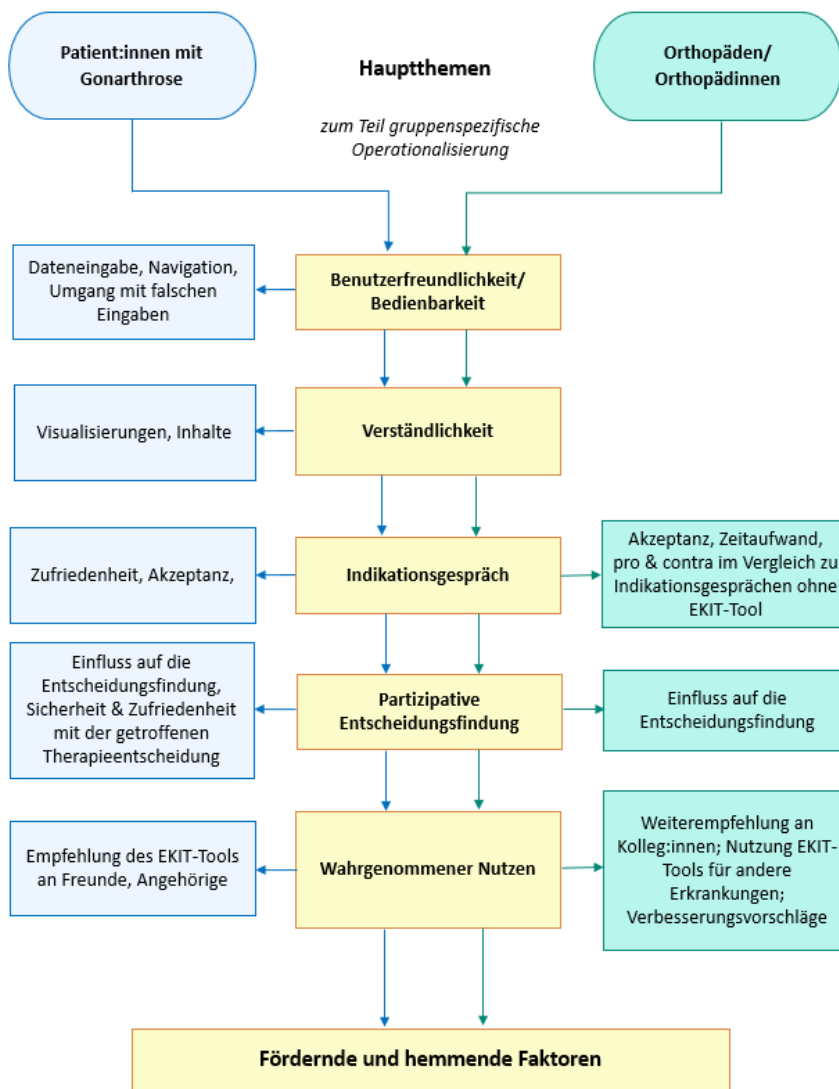 Patient:innen mit
Gonarthrose
Hauptthemen
zum Teil gruppenspezifische
Operationalisierung
Orthopäden/
Orthopädinnen
Dateneingabe, Navigation,
Umgang mit falschen
Eingaben
Benutzerfreundlichkeit/
Bedienbarkeit
Visualisierungen, Inhalte
Verständlichkeit
Zufriedenheit, Akzeptanz,
Indikationsgespräch
Akzeptanz, Zeitaufwand,
pro & contra im Vergleich zu
Indikationsgesprächen ohne
EKIT-Tool
Einfluss auf die
Entscheidungsfindung,
Sicherheit & Zufriedenheit
mit der getroffenen
Therapieentscheidung
Partizipative
Entscheidungsfindung
Einfluss auf die
Entscheidungsfindung
Empfehlung des EKIT-Tools
an Freunde, Angehörige
Wahrgenommener Nutzen
Weiterempfehlung an
Kolleg:innen; Nutzung EKIT-
Tools für andere
Erkrankungen;
Verbesserungsvorschläge
Fördernde und hemmende Faktoren